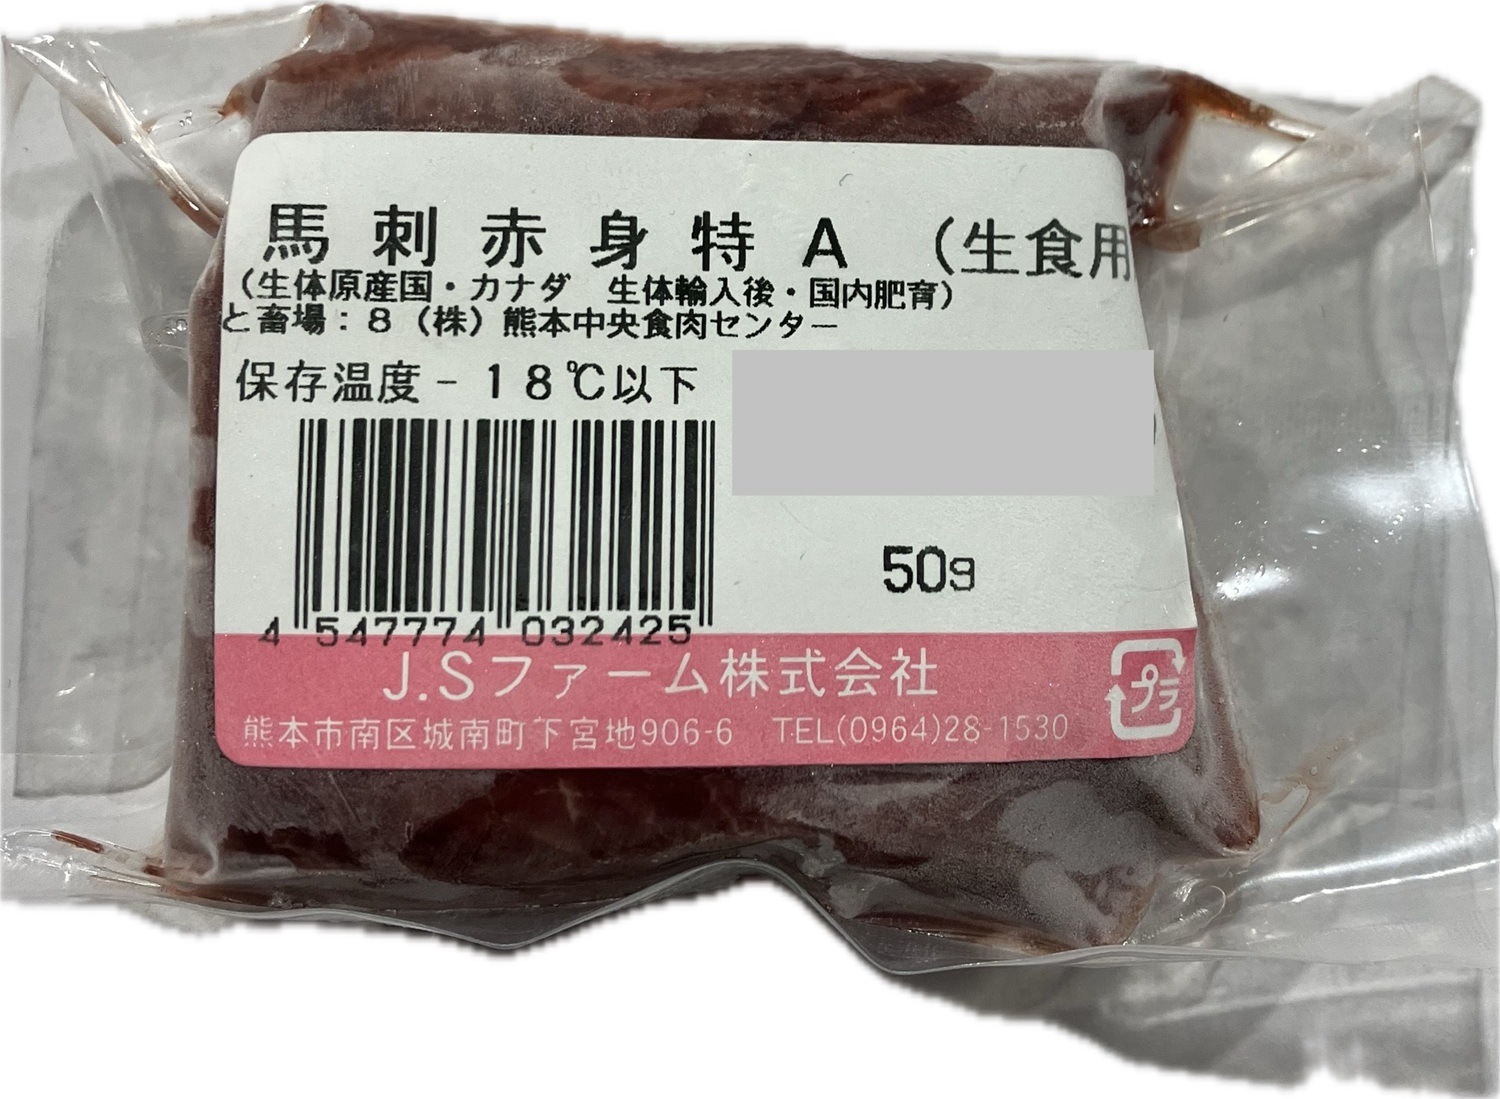 馬刺赤身特A (生食用
(生体原産国・カナダ 生体輸入後・国内肥育)
と畜場:8(株)熊本中央食肉センター
保存温度-18℃以下
50g
4 547774 032425
J.Sファーム株式会社
熊本市南区城南町下宮地906-6 TEL(0964)28-1530
プラ